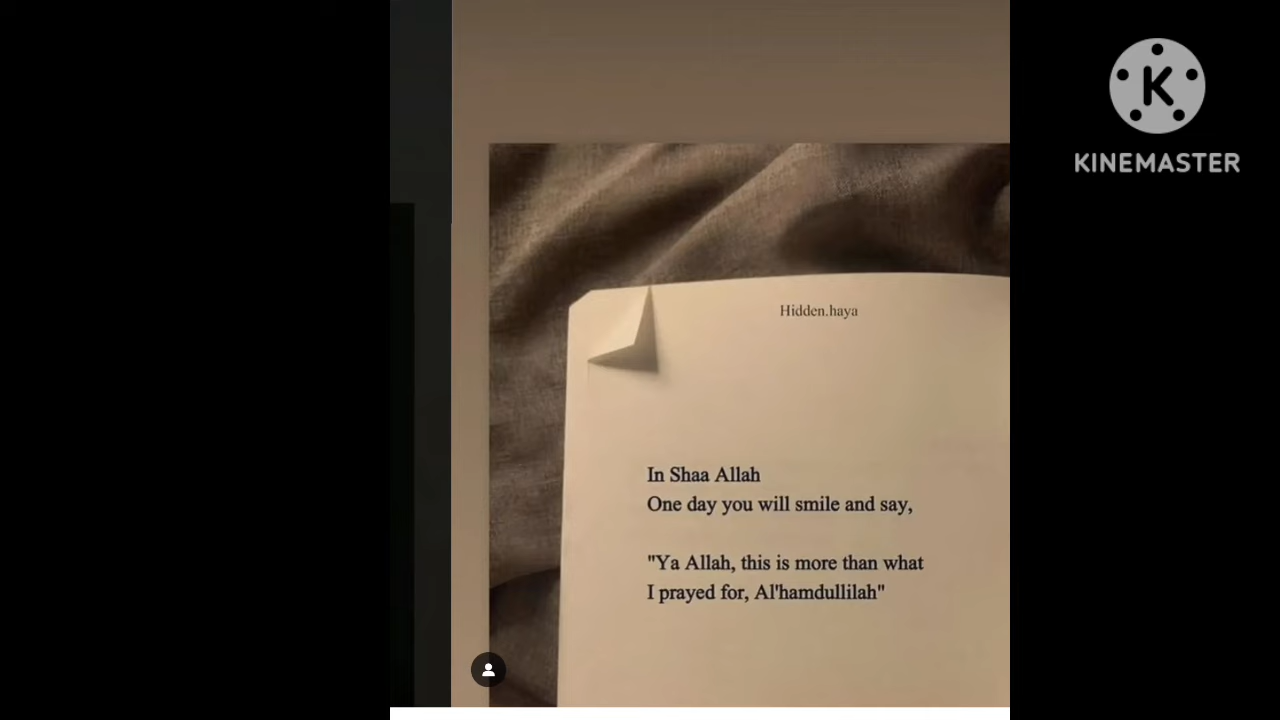 KINEMASTER
Hidden.haya
In Shaa Allah
One day you will smile and say,
"Ya Allah, this is more than what
I prayed for, Al'hamdullilah"